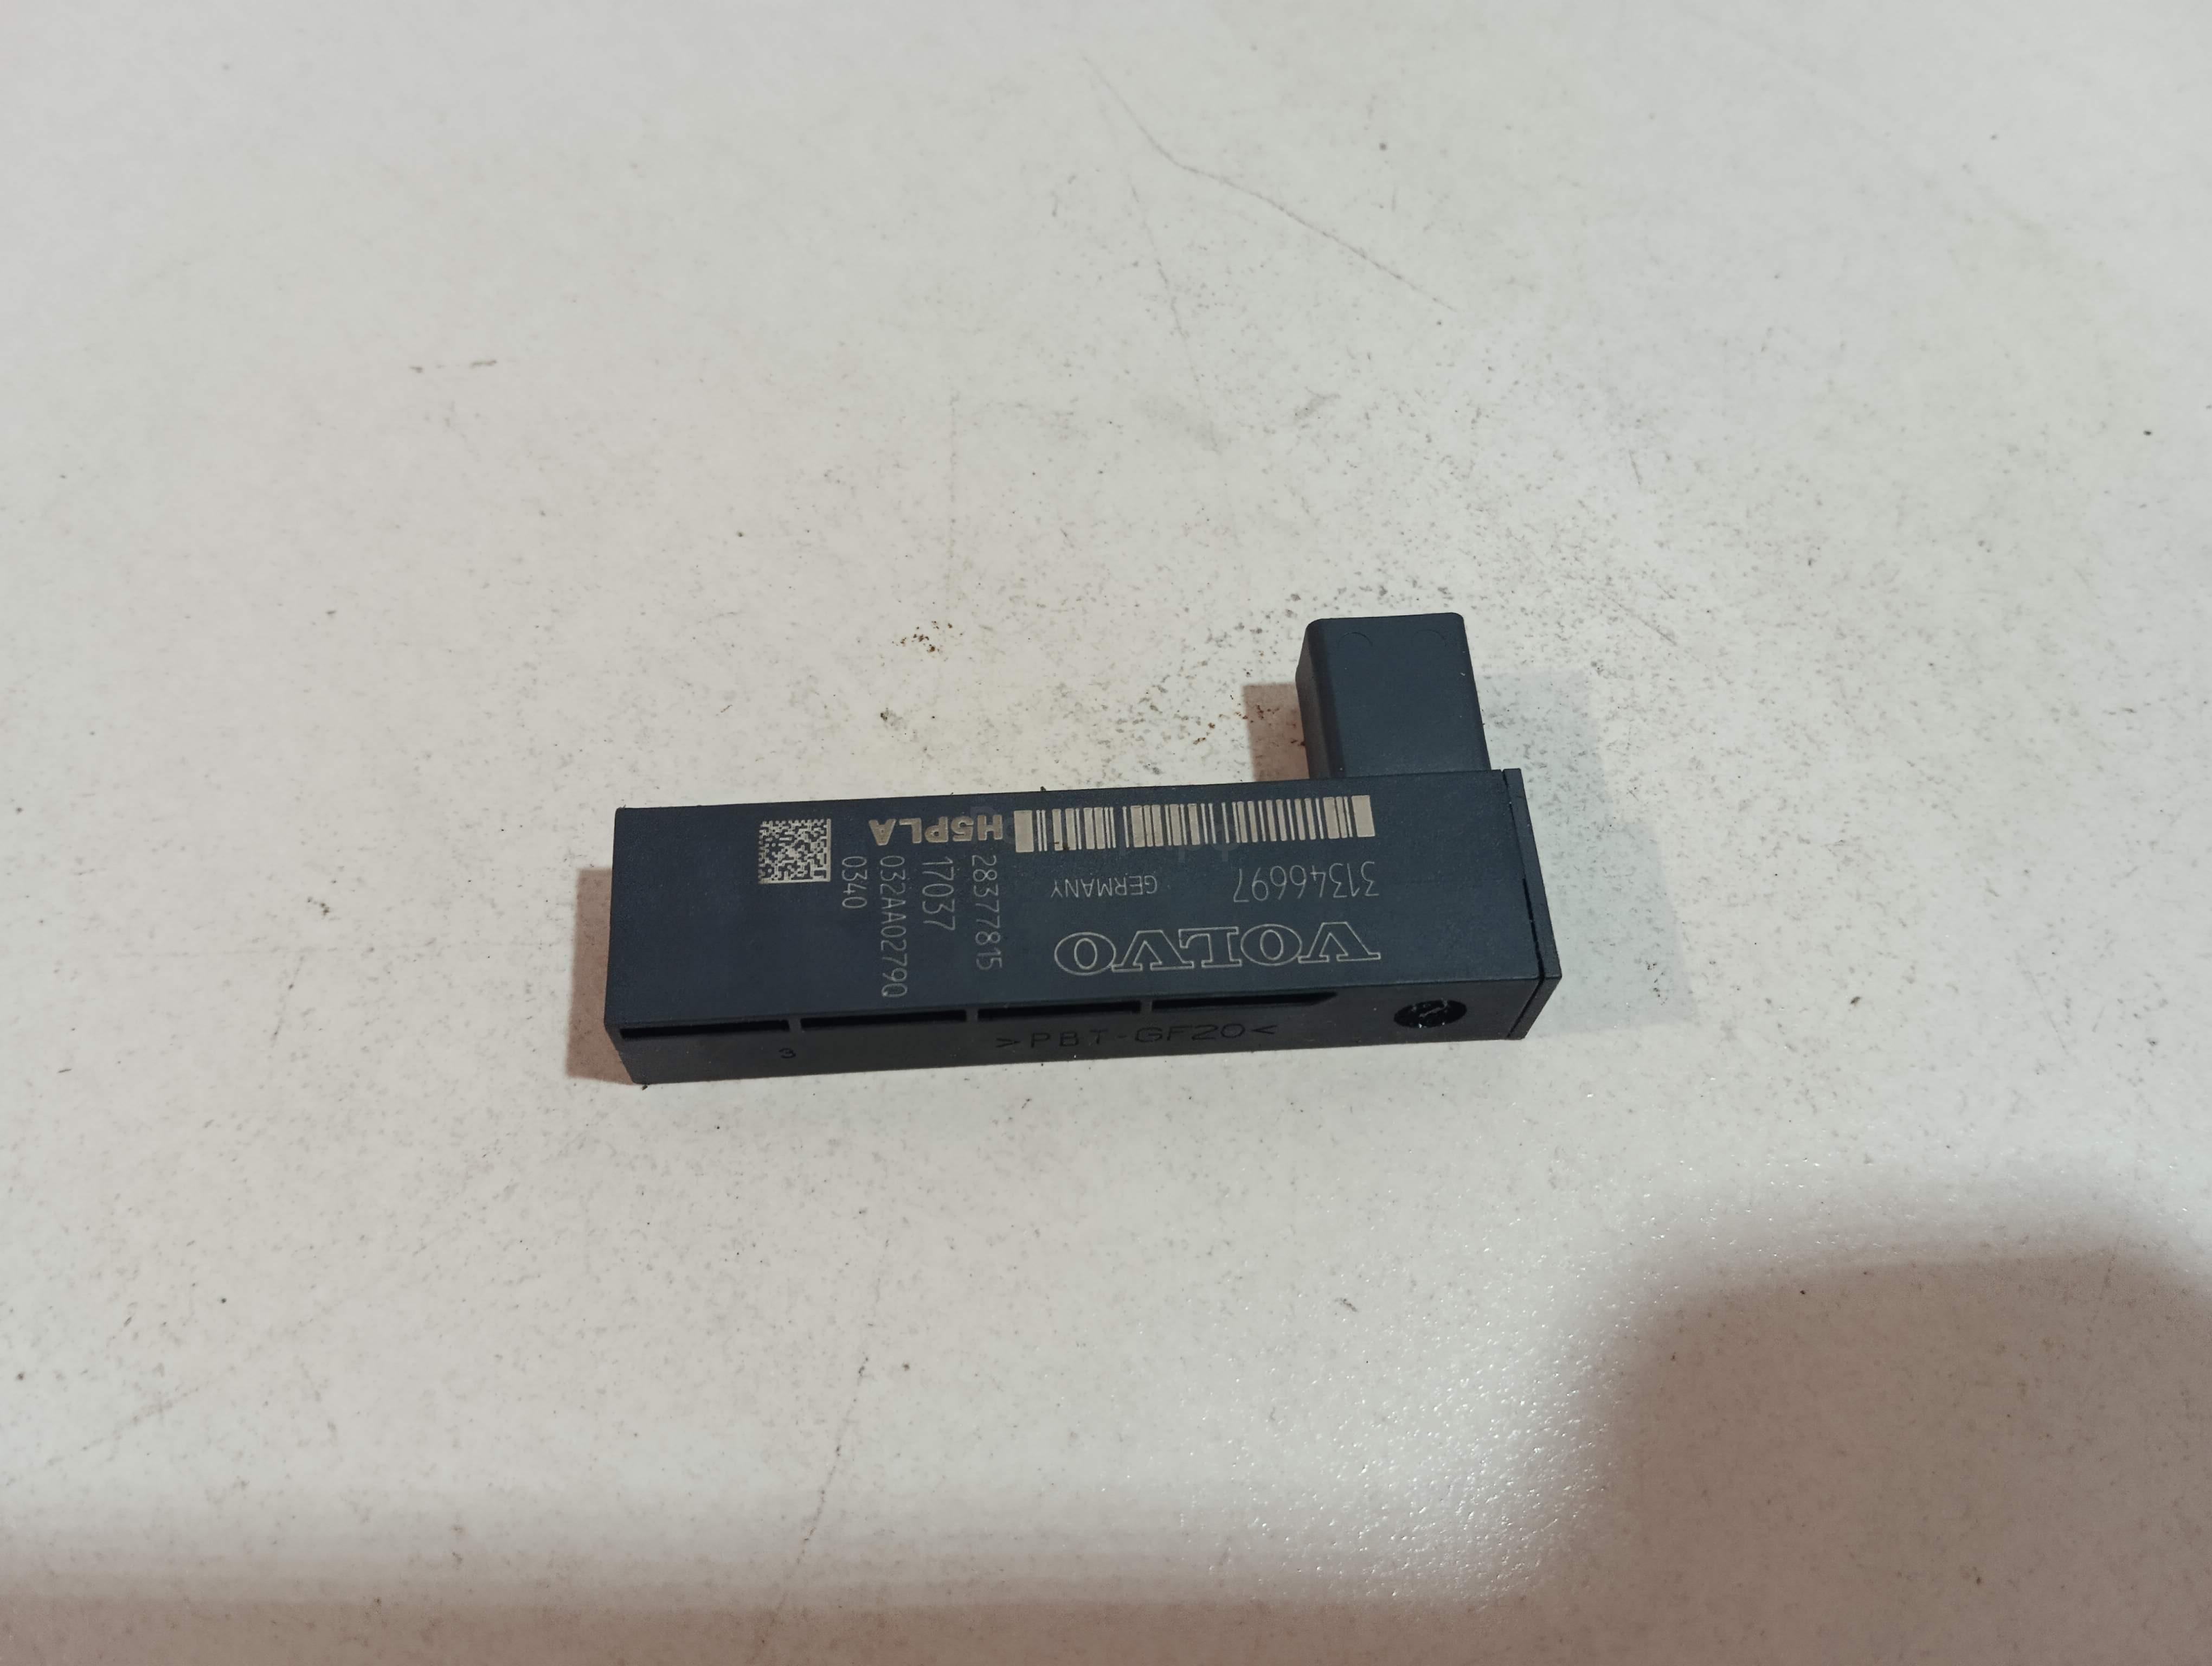 VOLVO
31346697 GERMANY
28377815
17037
032AA02790
0340
H5PLA
>PBT-GF20<
3